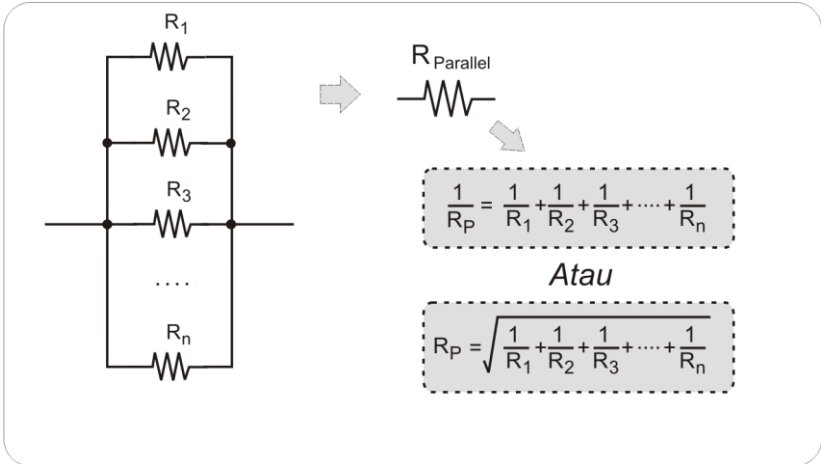 R1
R2
R3
....
Rn
R Parallel
1/RP = 1/R1 + 1/R2 + 1/R3 + ···· + 1/Rn
Atau
RP = √(1/R1 + 1/R2 + 1/R3 + ···· + 1/Rn)